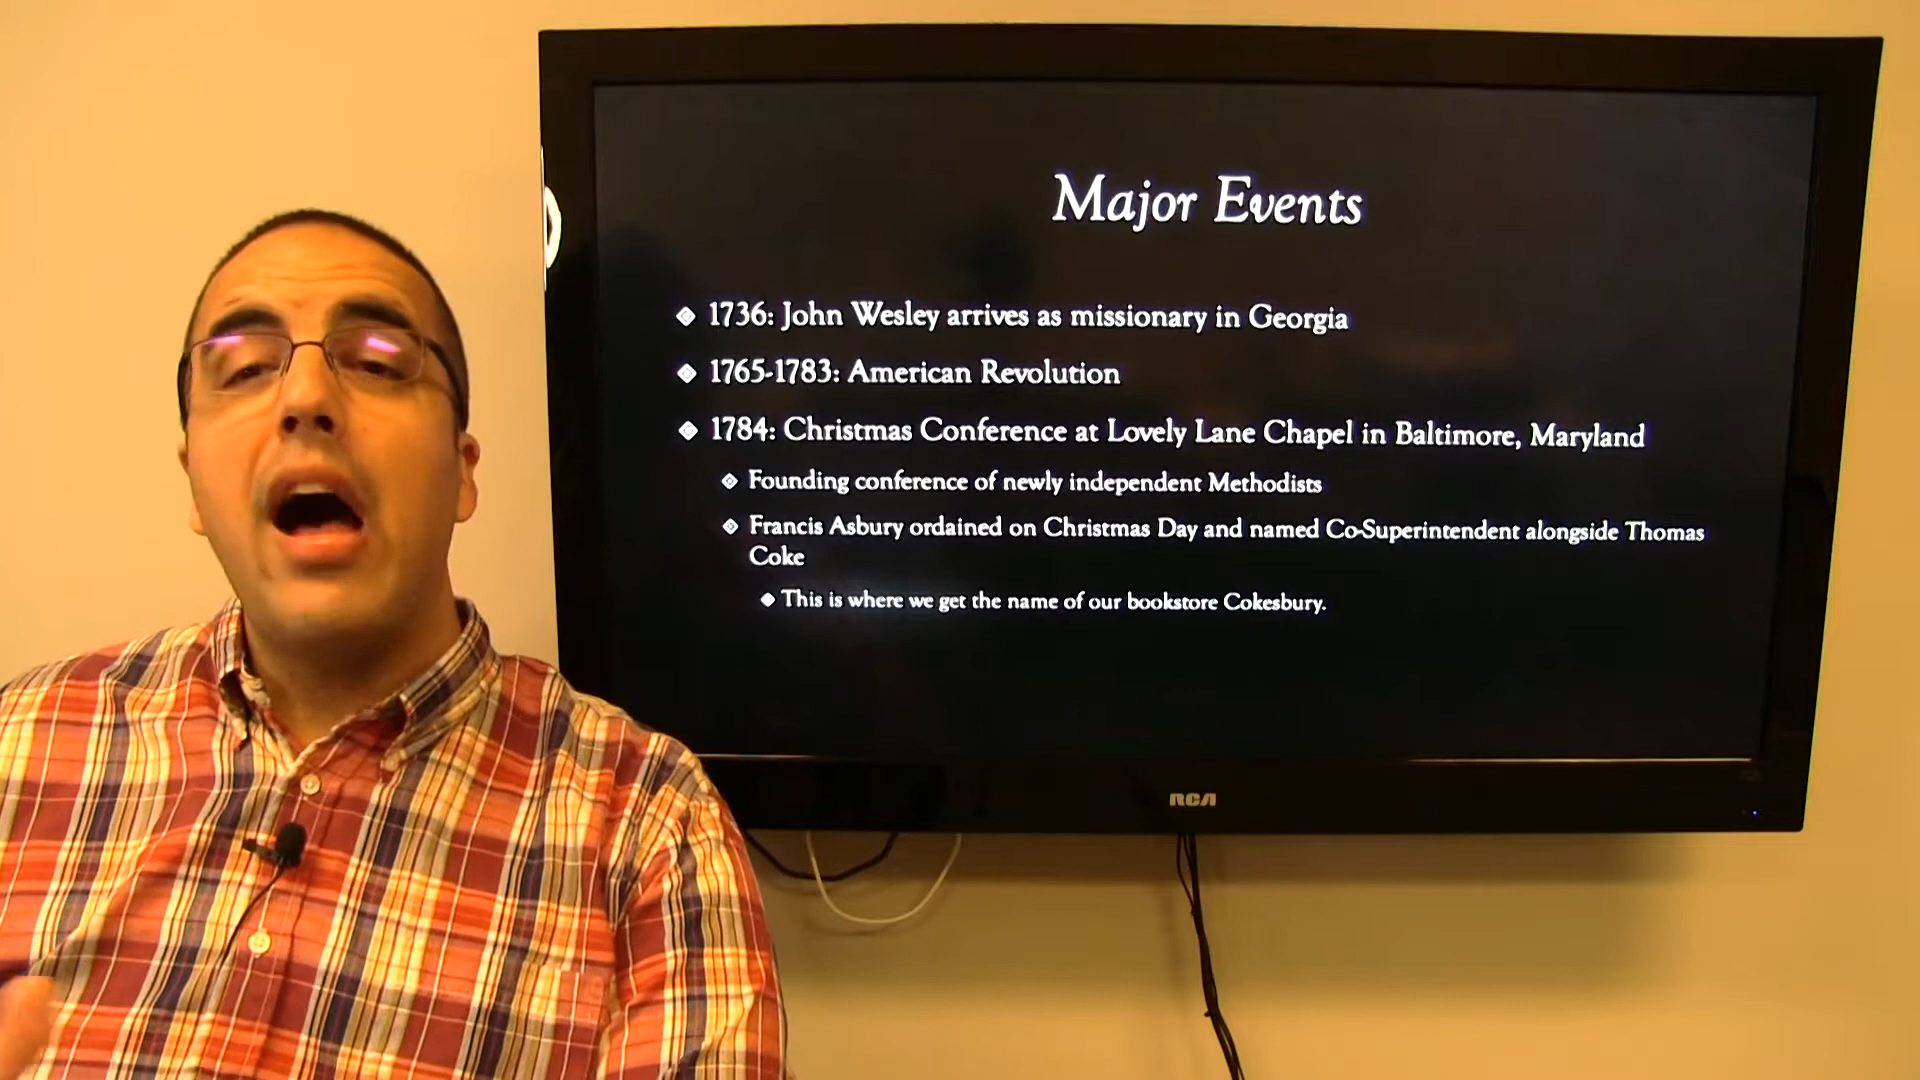 Major Events
1736: John Wesley arrives as missionary in Georgia
1765-1783: American Revolution
1784: Christmas Conference at Lovely Lane Chapel in Baltimore, Maryland
Founding conference of newly independent Methodists
Francis Asbury ordained on Christmas Day and named Co-Superintendent alongside Thomas
Coke
This is where we get the name of our bookstore Cokesbury.
RCA